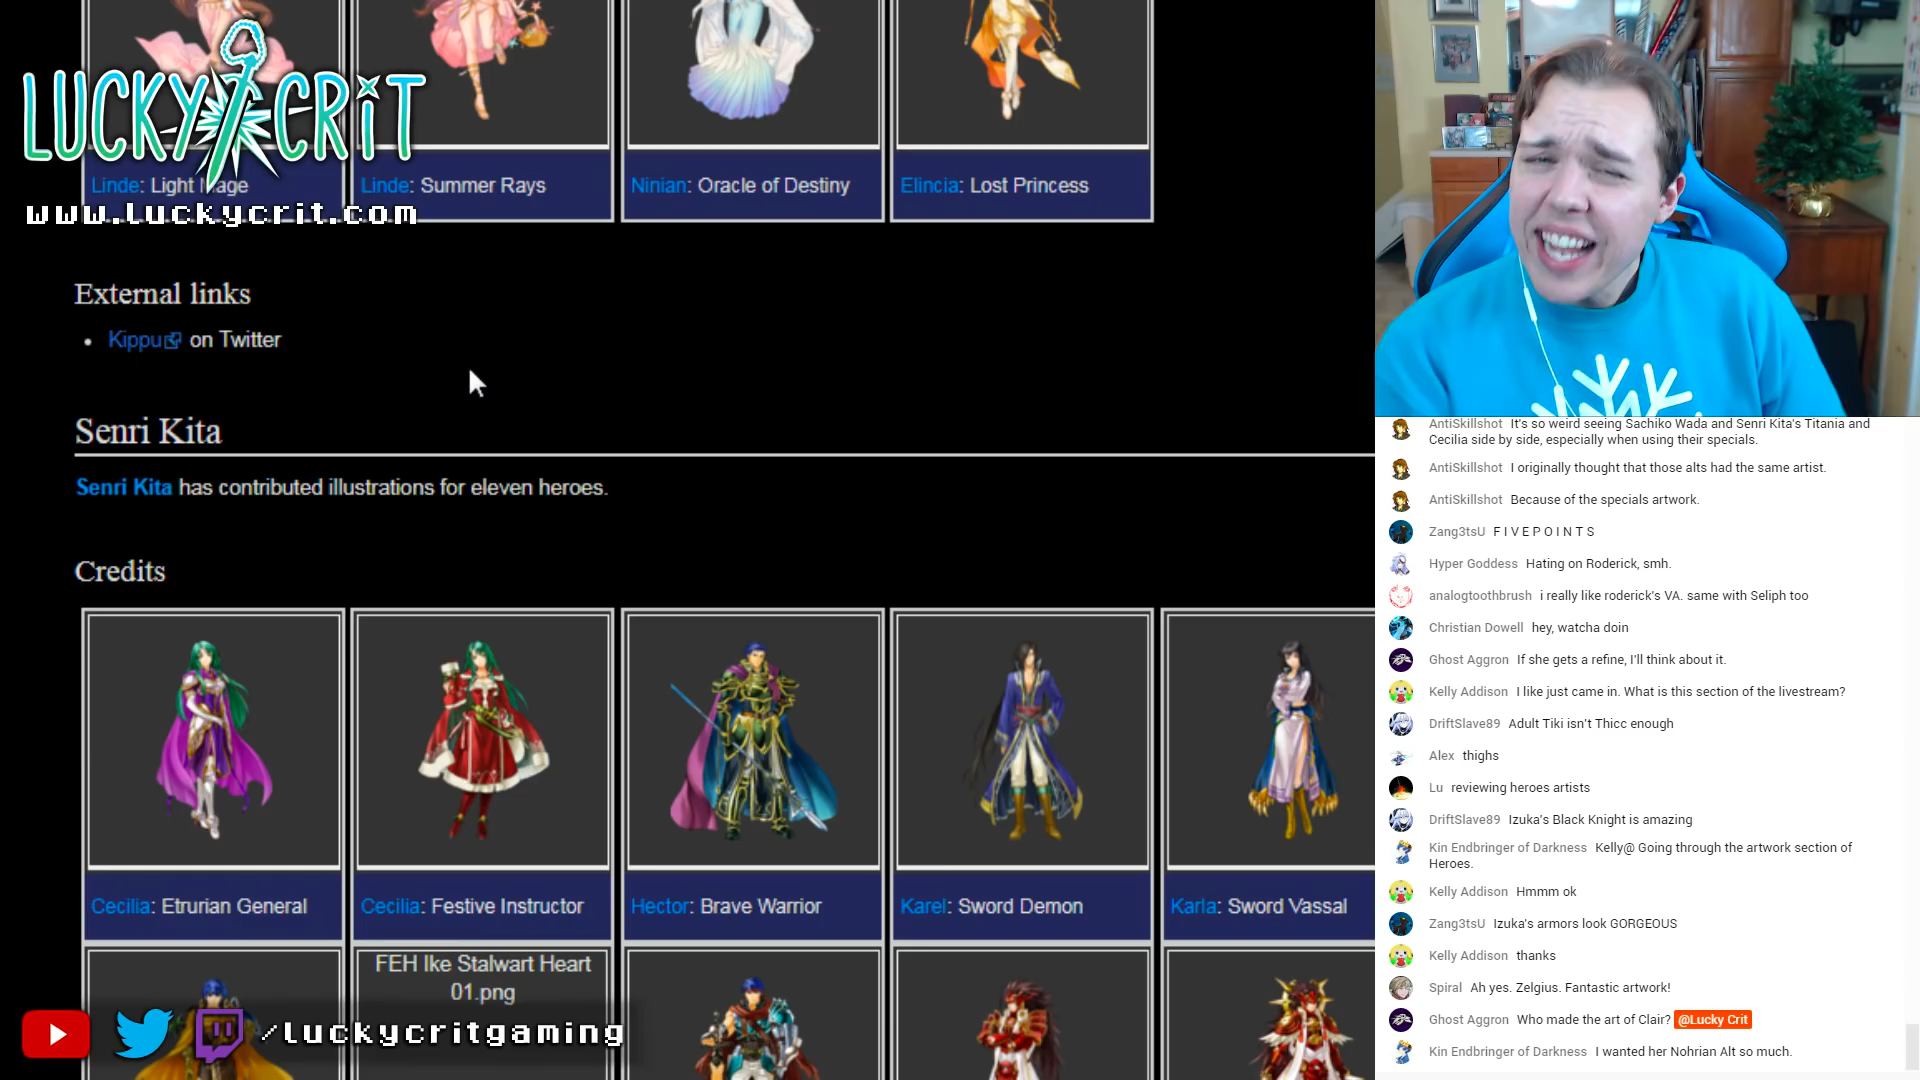 LUCKY CRIT
www.luckycrit.com
Linde: Light Mage
Linde: Summer Rays
Ninian: Oracle of Destiny
Elincia: Lost Princess
External links
Kippu on Twitter
Senri Kita
Senri Kita has contributed illustrations for eleven heroes.
Credits
Cecilia: Etrurian General
Cecilia: Festive Instructor
Hector: Brave Warrior
Karel: Sword Demon
Karla: Sword Vassal
FEH Ike Stalwart Heart
01.png
/luckycritgaming
AntiSkillshot It's so weird seeing Sachiko Wada and Senri Kita's Titania and
Cecilia side by side, especially when using their specials.
AntiSkillshot I originally thought that those alts had the same artist.
AntiSkillshot Because of the specials artwork.
Zang3tsU F I V E P O I N T S
Hyper Goddess Hating on Roderick, smh.
analogtoothbrush i really like roderick's VA. same with Seliph too
Christian Dowell hey, watcha doin
Ghost Aggron If she gets a refine, I'll think about it.
Kelly Addison I like just came in. What is this section of the livestream?
DriftSlave89 Adult Tiki isn't Thicc enough
Alex thighs
Lu reviewing heroes artists
DriftSlave89 Izuka's Black Knight is amazing
Kin Endbringer of Darkness Kelly@ Going through the artwork section of
Heroes.
Kelly Addison Hmmm ok
Zang3tsU Izuka's armors look GORGEOUS
Kelly Addison thanks
Spiral Ah yes. Zelgius. Fantastic artwork!
Ghost Aggron Who made the art of Clair? @Lucky Crit
Kin Endbringer of Darkness I wanted her Nohrian Alt so much.